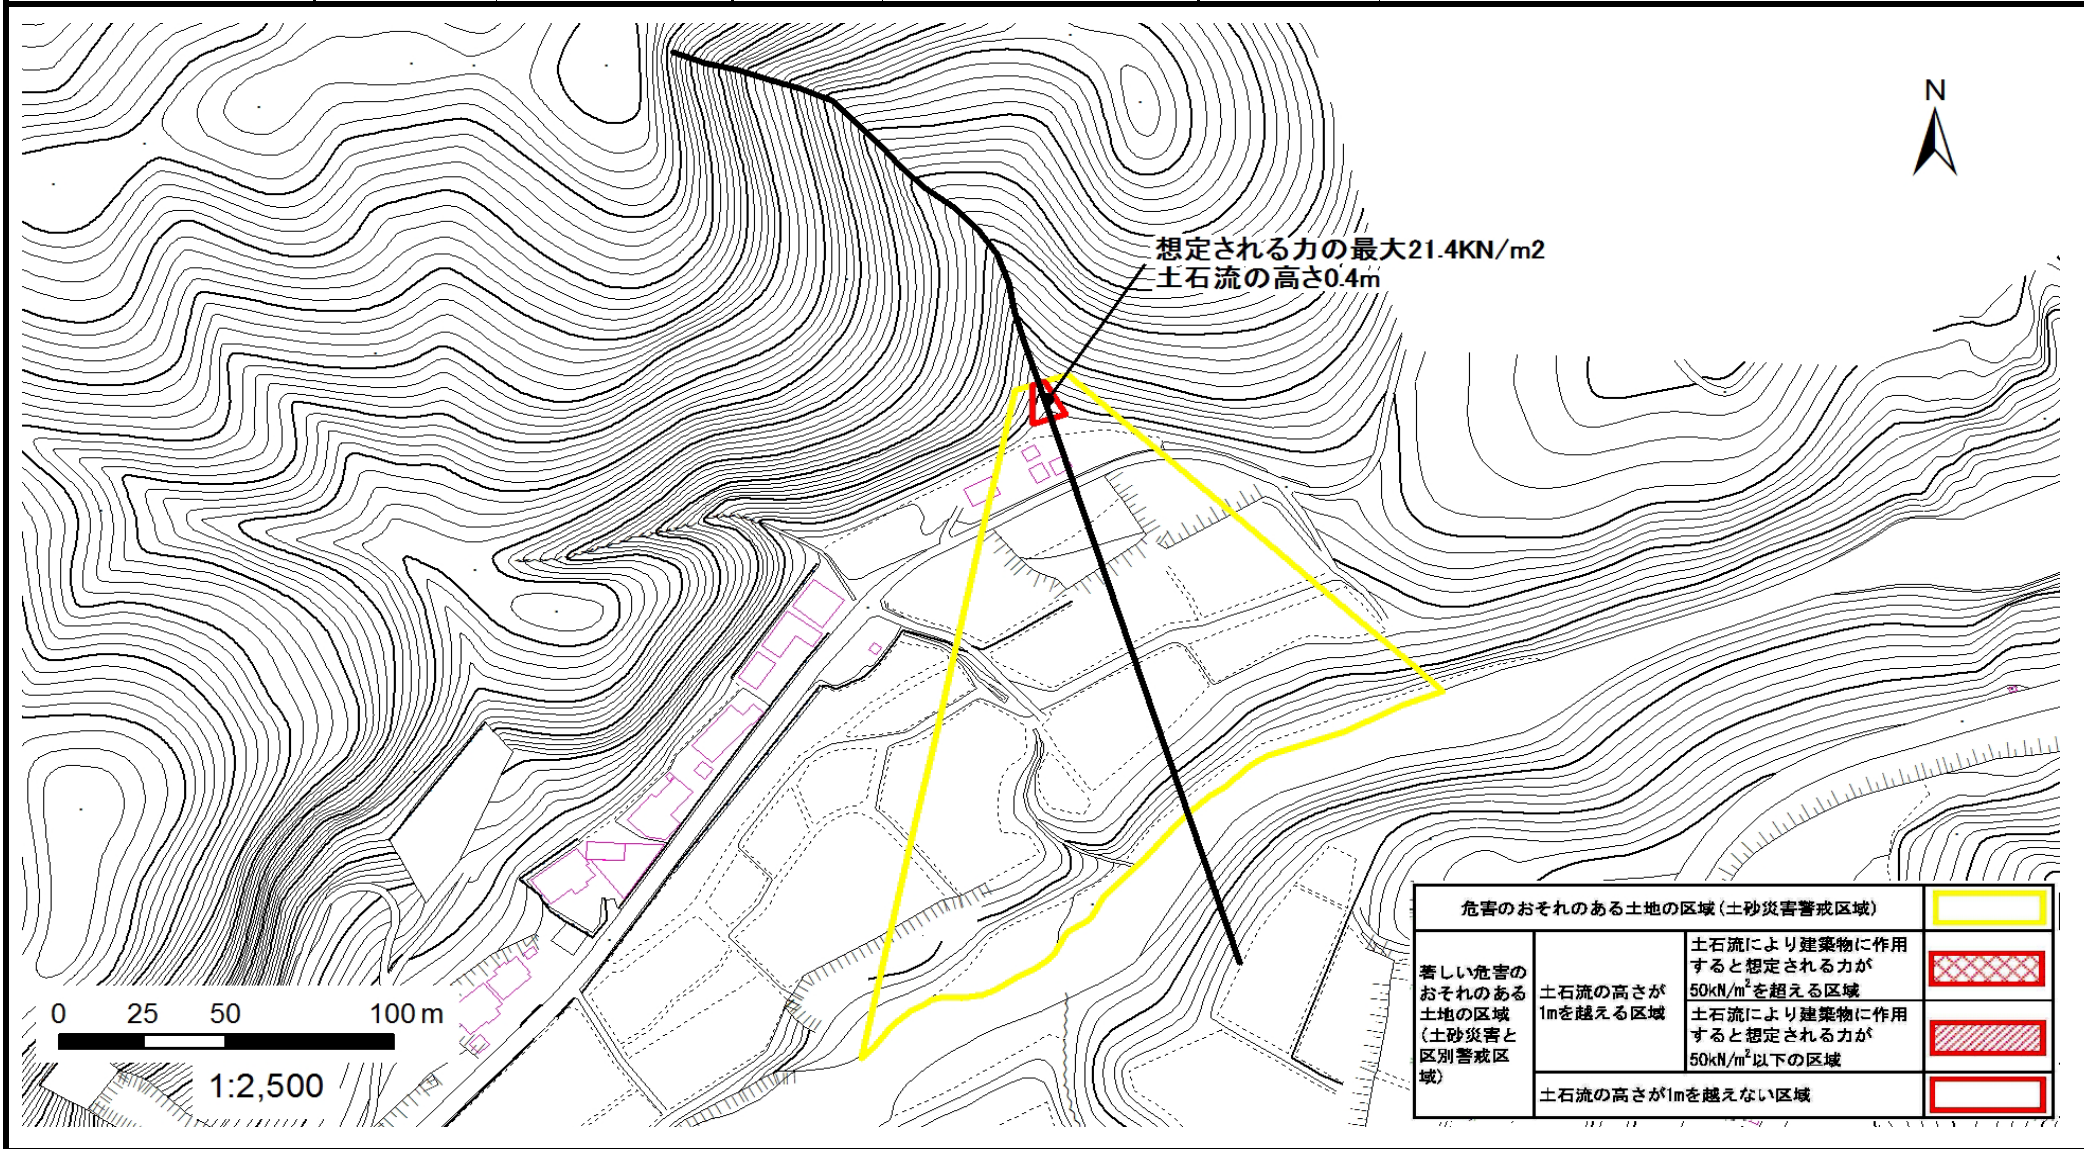 N
想定される力の最大21.4KN/m2
土石流の高さ0.4m
危害のおそれのある土地の区域(土砂災害警戒区域)
著しい危害の
おそれのある
土地の区域
(土砂災害と
区別警戒区
域)
土石流の高さが
1mを越える区域
土石流により建築物に作用
すると想定される力が
50kN/m²を超える区域
土石流により建築物に作用
すると想定される力が
50kN/m²以下の区域
土石流の高さが1mを越えない区域
0 25 50 100 m
1:2,500